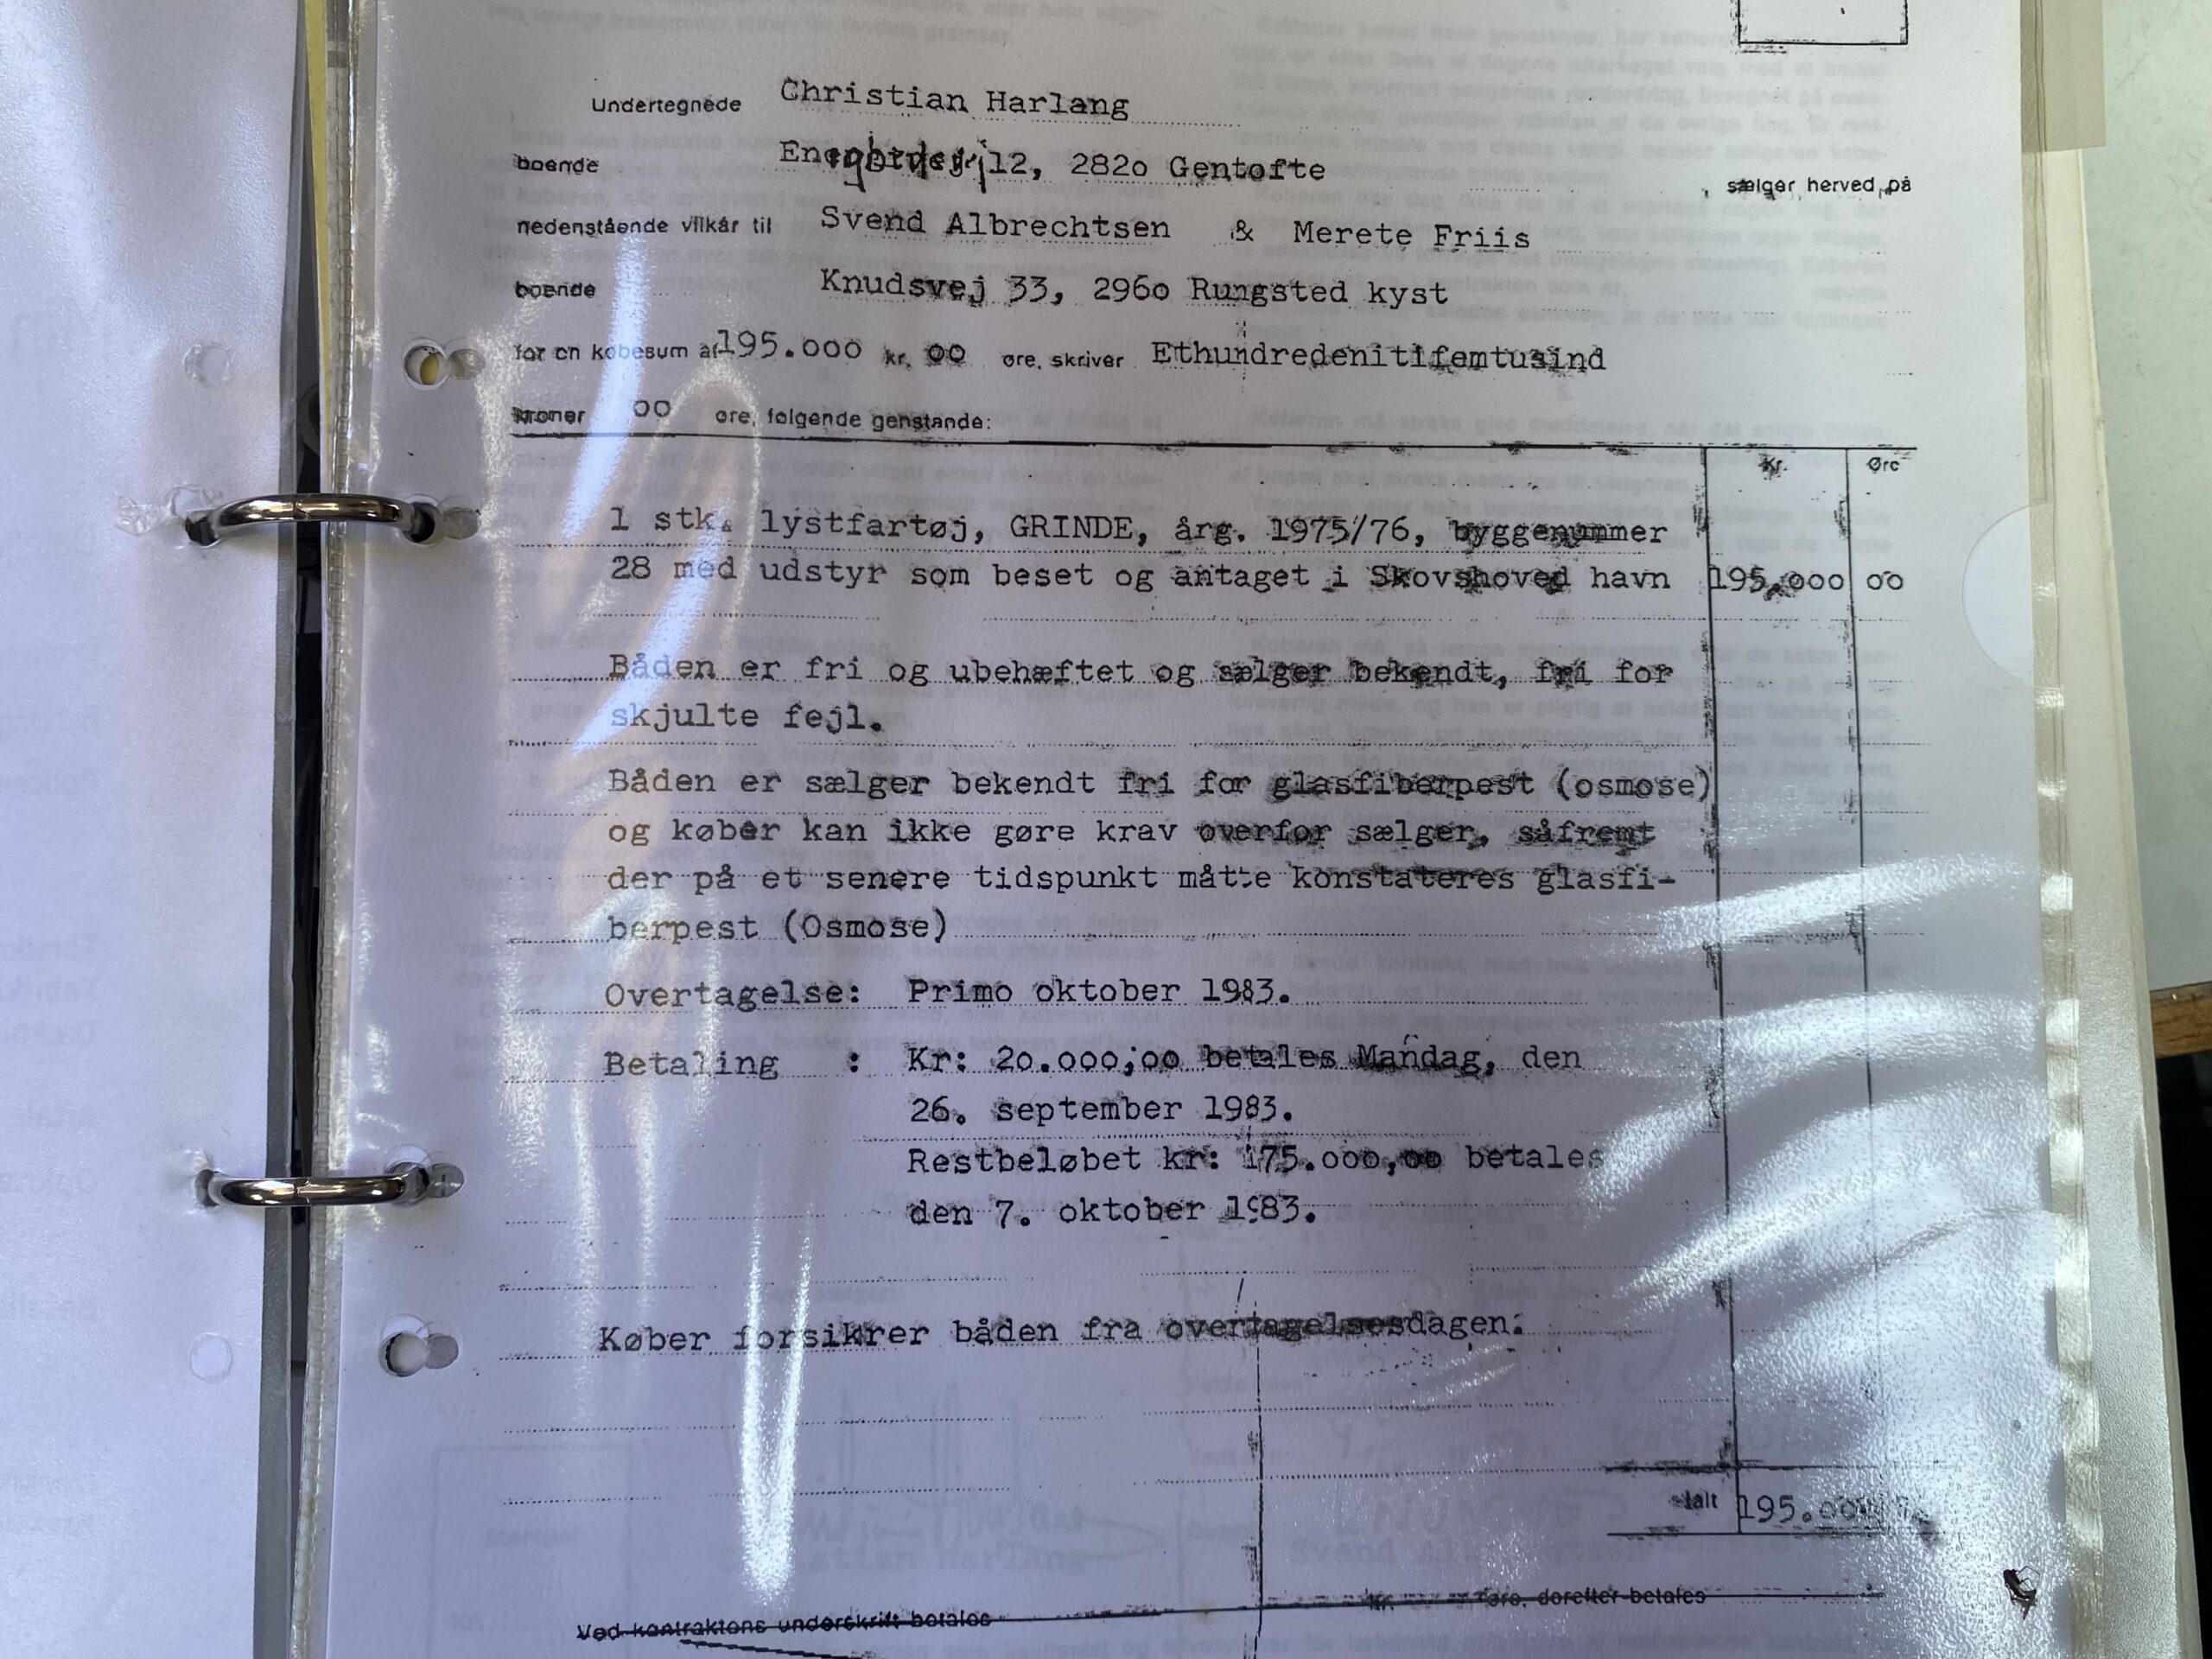 Undertegnede Christian Harlang
boende 12, 2820 Gentofte sælger herved på
nedenstående vilkår til Svend Albrechtsen & Merete Friis
boende Knudsvej 33, 2960 Rungsted kyst
for en købesum af 195.000 kr. 00 øre, skriver Ethundredenitifemtusind
kroner 00 øre, følgende genstande:
Kr. Øre
1 stk. lystfartøj, GRINDE, årg. 1975/76, byggenummer
28 med udstyr som beset og antaget i Skovshoved havn 195.000 00
Båden er fri og ubehæftet og sælger bekendt, fri for
skjulte fejl.
Båden er sælger bekendt fri for glasfiberpest (osmose)
og køber kan ikke gøre krav overfor sælger, såfremt
der på et senere tidspunkt måtte konstateres glasfi-
berpest (Osmose)
Overtagelse: Primo oktober 1983.
Betaling : Kr: 20.000,00 betales Mandag, den
26. september 1983.
Restbeløbet kr: 175.000,00 betales
den 7. oktober 1983.
Køber forsikrer båden fra overtagelsesdagen.
Ialt 195.000
Ved kontraktens underskrift betales kr. øre, derefter betales